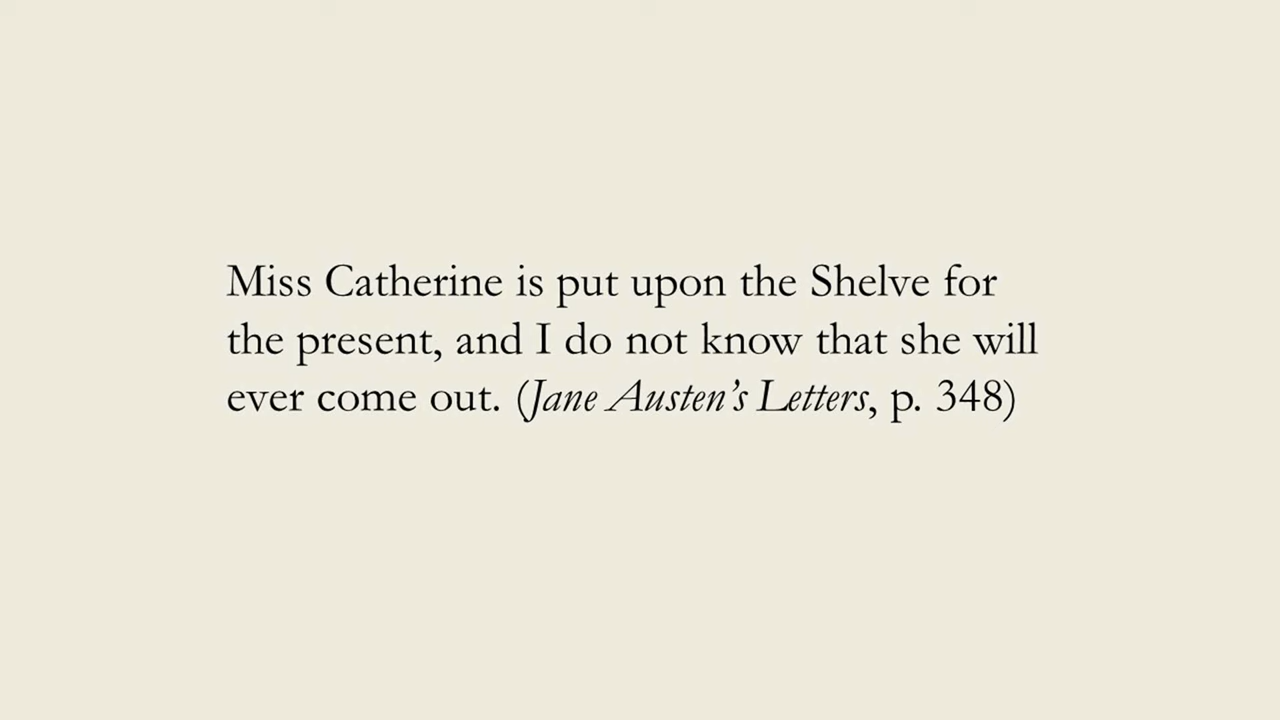 Miss Catherine is put upon the Shelve for
the present, and I do not know that she will
ever come out. (Jane Austen’s Letters, p. 348)